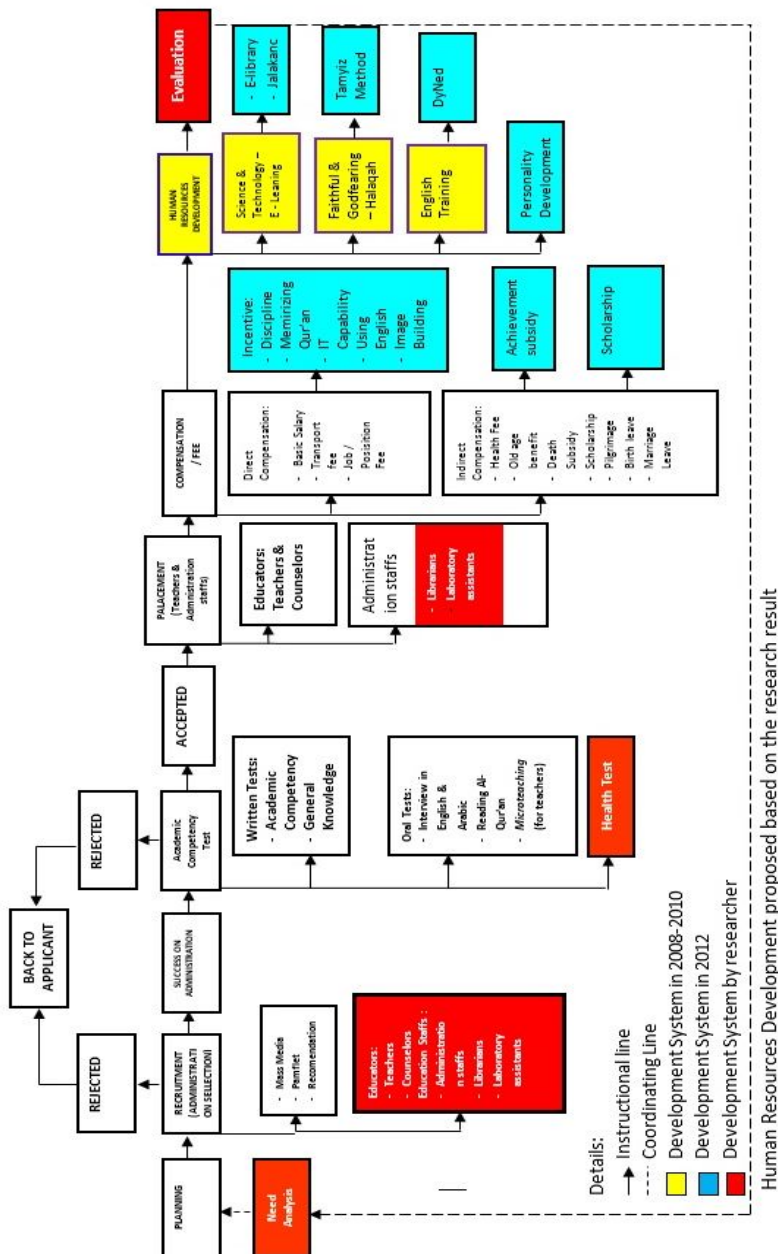 BACK TO
APPLICANT
REJECTED
REJECTED
PLANNING
RECRUITMENT
(ADMINISTRATI
ON SELLECTION)
SUCCESS ON
ADMINISTRATION
Academic
Competency
Test
ACCEPTED
PALACEMENT
(Teachers &
Admnistration
staffs)
COMPENSATION
/ FEE
HUMAN
RESOURCES
DEVELOPMENT
Evaluation
Need
Analysis
- Mass Media
- Pamflet
- Recomendation
Educators:
- Teachers
- Counselors
Education Staffs :
- Administratio
n staffs
- Librarians
- Laboratory
assistants
Written Tests:
- Academic
Competency
- General
Knowledge
Oral Tests:
- Interview in
English &
Arabic
- Reading Al-
Qur'an
- Microteaching
(for teachers)
Health Test
Educators:
Teachers &
Counselors
Administrat
ion staffs
- Librarians
- Laboratory
assistants
Direct
Compensation:
- Basic Salary
- Transport
fee
- Job /
Posisition
Fee
Incentive:
- Discipline
- Memirizing
Qur'an
- IT
Capability
- Using
English
- Image
Building
Indirect
Compensation:
- Health Fee
- Old age
benefit
- Death
Subsidy
- Scholarship
- Pilgrimage
- Birth leave
- Marriage
Leave
Achievement
subsidy
Scholarship
Science &
Technology –
E - Leaning
- E-library
- Jalakanc
Faithful &
Godfearing
– Halaqah
Tamyiz
Method
English
Training
DyNed
Personality
Development
Details:
Instructional line
Coordinating Line
Development System in 2008-2010
Development System in 2012
Development System by researcher
Human Resources Development proposed based on the research result